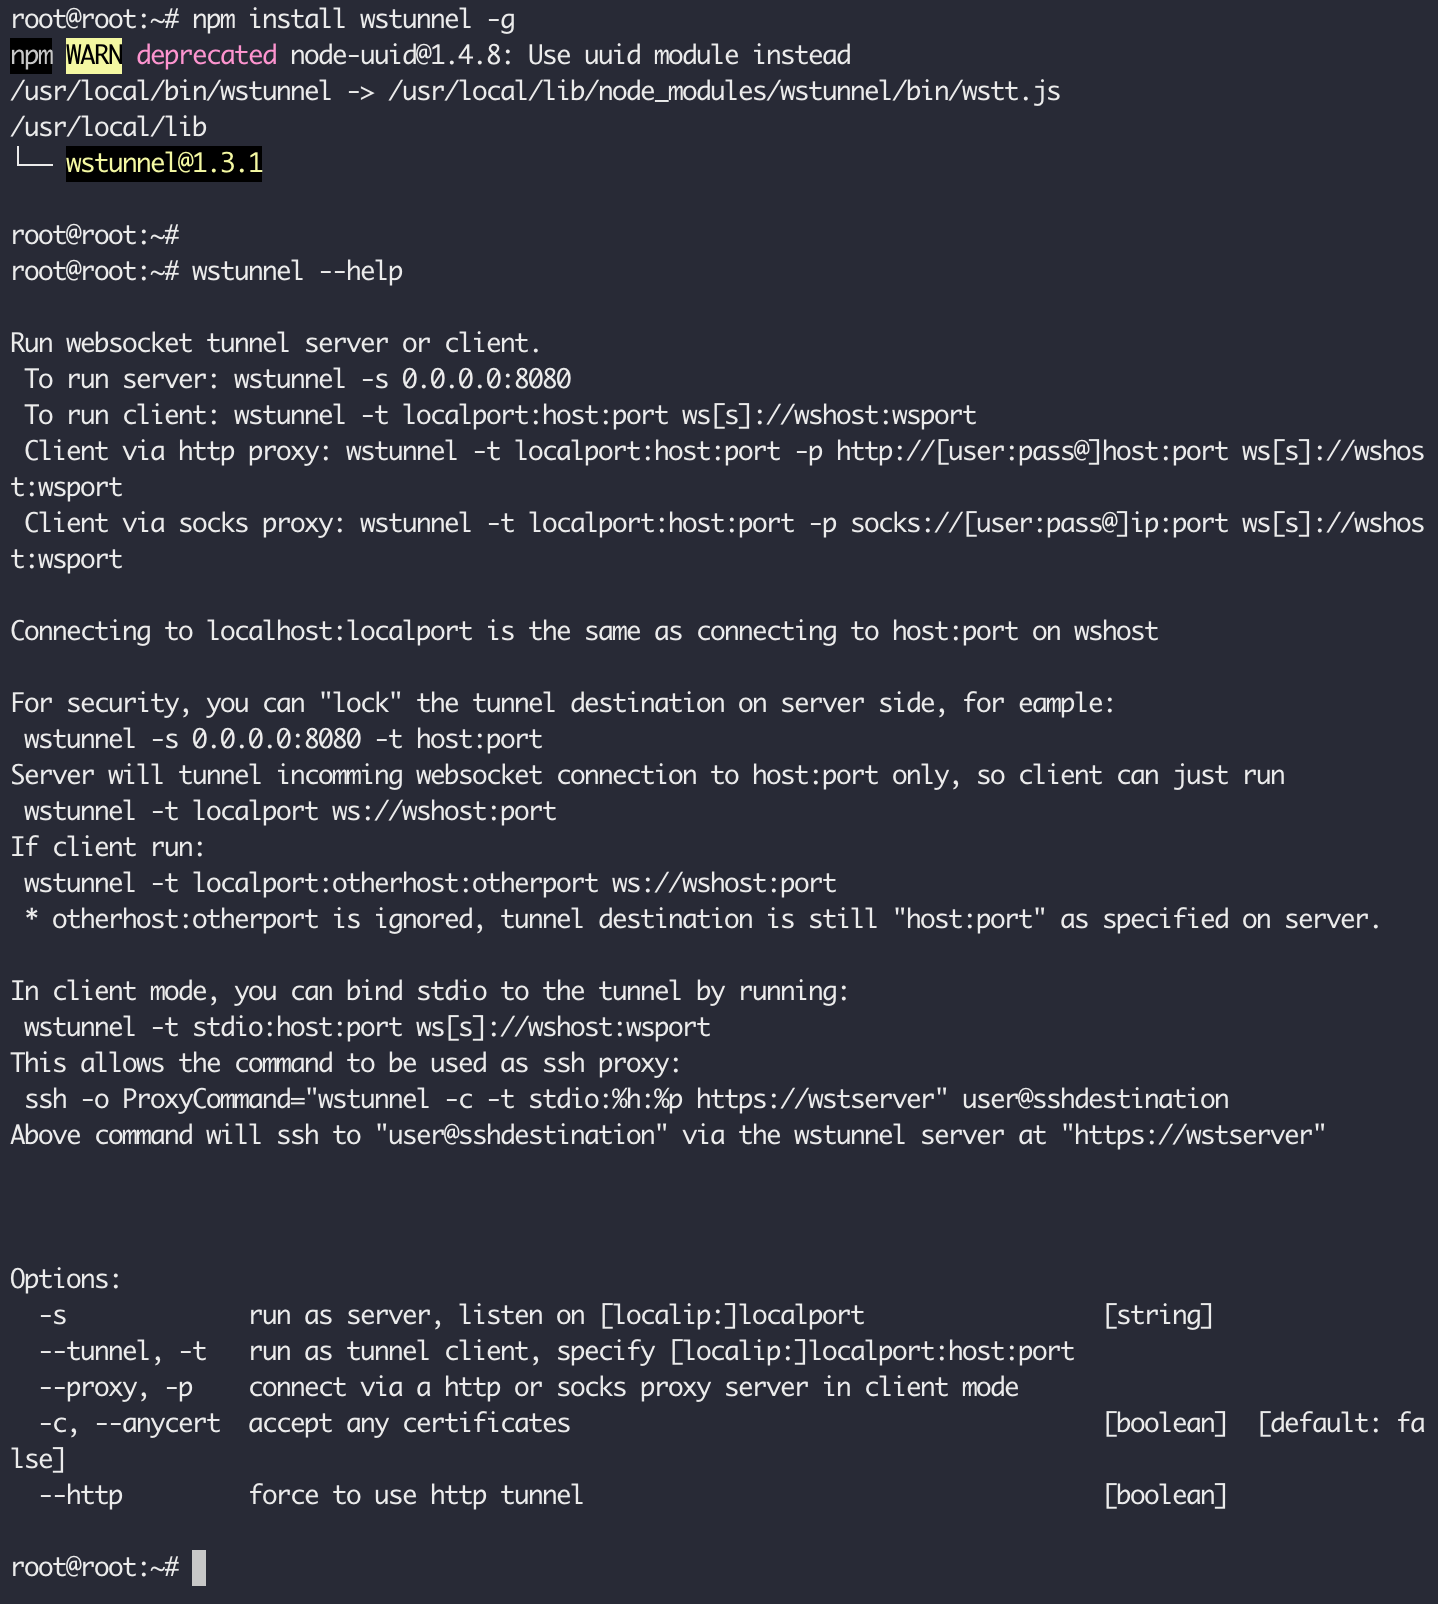 root@root:~# npm install wstunnel -g
npm WARN deprecated node-uuid@1.4.8: Use uuid module instead
/usr/local/bin/wstunnel -> /usr/local/lib/node_modules/wstunnel/bin/wstt.js
/usr/local/lib
└── wstunnel@1.3.1
root@root:~#
root@root:~# wstunnel --help
Run websocket tunnel server or client.
 To run server: wstunnel -s 0.0.0.0:8080
 To run client: wstunnel -t localport:host:port ws[s]://wshost:wsport
 Client via http proxy: wstunnel -t localport:host:port -p http://[user:pass@]host:port ws[s]://wshos
t:wsport
 Client via socks proxy: wstunnel -t localport:host:port -p socks://[user:pass@]ip:port ws[s]://wshos
t:wsport
Connecting to localhost:localport is the same as connecting to host:port on wshost
For security, you can "lock" the tunnel destination on server side, for eample:
 wstunnel -s 0.0.0.0:8080 -t host:port
Server will tunnel incomming websocket connection to host:port only, so client can just run
 wstunnel -t localport ws://wshost:port
If client run:
 wstunnel -t localport:otherhost:otherport ws://wshost:port
 * otherhost:otherport is ignored, tunnel destination is still "host:port" as specified on server.
In client mode, you can bind stdio to the tunnel by running:
 wstunnel -t stdio:host:port ws[s]://wshost:wsport
This allows the command to be used as ssh proxy:
 ssh -o ProxyCommand="wstunnel -c -t stdio:%h:%p https://wstserver" user@sshdestination
Above command will ssh to "user@sshdestination" via the wstunnel server at "https://wstserver"
Options:
  -s             run as server, listen on [localip:]localport                 [string]
  --tunnel, -t   run as tunnel client, specify [localip:]localport:host:port
  --proxy, -p    connect via a http or socks proxy server in client mode
  -c, --anycert  accept any certificates                                      [boolean]  [default: fa
lse]
  --http         force to use http tunnel                                     [boolean]
root@root:~#